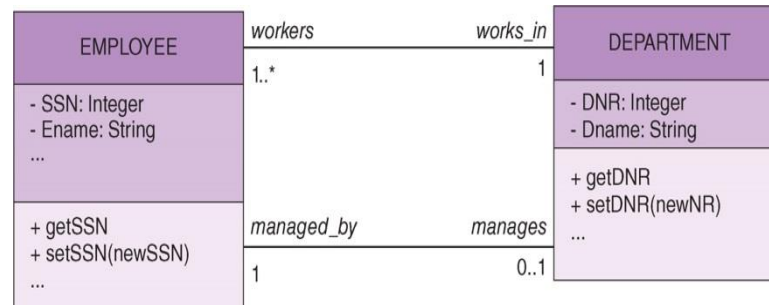 EMPLOYEE
- SSN: Integer
- Ename: String
...
+ getSSN
+ setSSN(newSSN)
...
workers
works_in
1..*
1
managed_by
manages
1
0..1
DEPARTMENT
- DNR: Integer
- Dname: String
+ getDNR
+ setDNR(newNR)
...